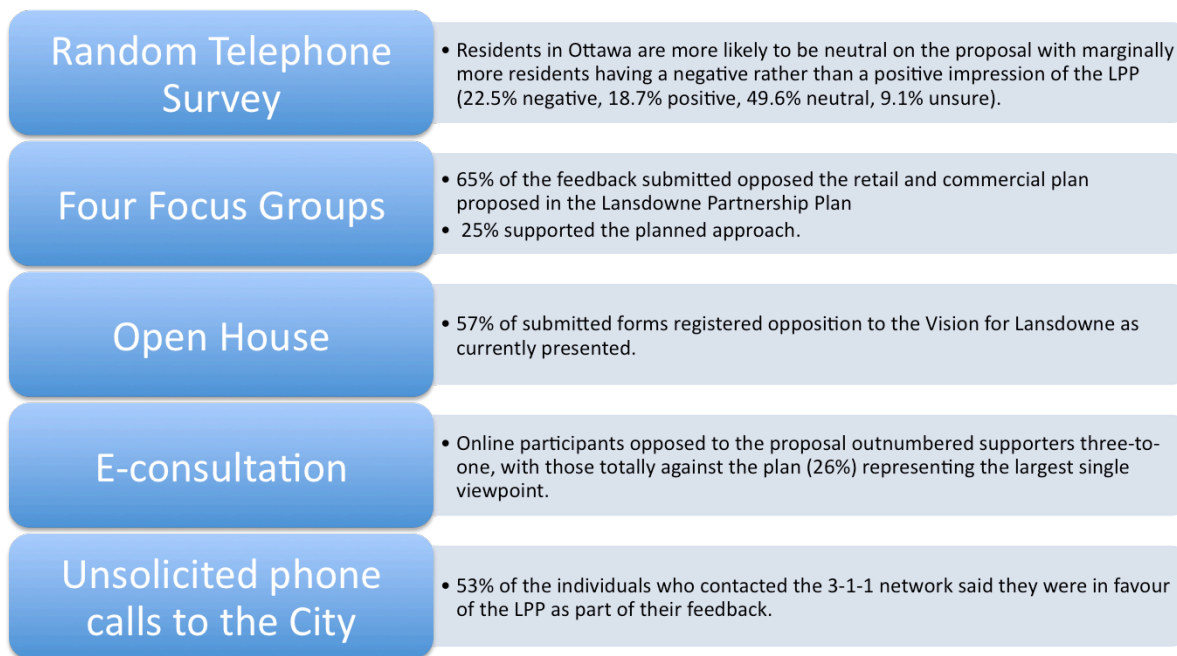 Random Telephone
Survey
• Residents in Ottawa are more likely to be neutral on the proposal with marginally
more residents having a negative rather than a positive impression of the LPP
(22.5% negative, 18.7% positive, 49.6% neutral, 9.1% unsure).
Four Focus Groups
• 65% of the feedback submitted opposed the retail and commercial plan
proposed in the Lansdowne Partnership Plan
• 25% supported the planned approach.
Open House
• 57% of submitted forms registered opposition to the Vision for Lansdowne as
currently presented.
E-consultation
• Online participants opposed to the proposal outnumbered supporters three-to-
one, with those totally against the plan (26%) representing the largest single
viewpoint.
Unsolicited phone
calls to the City
• 53% of the individuals who contacted the 3-1-1 network said they were in favour
of the LPP as part of their feedback.